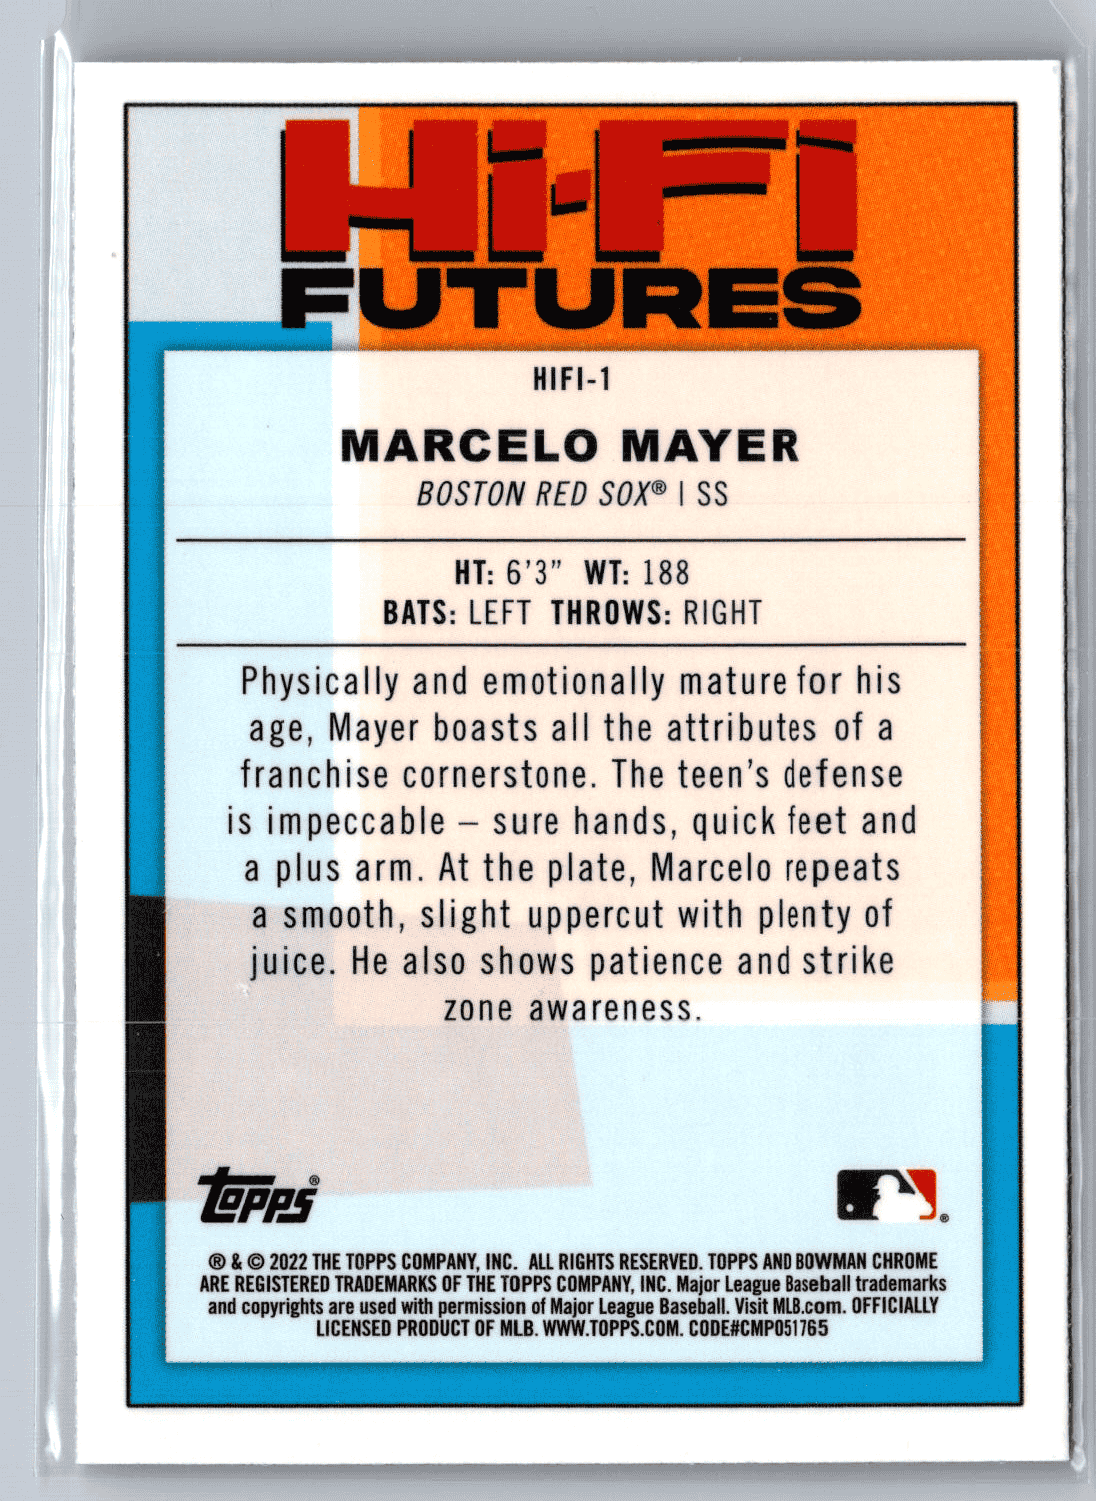 Hi-Fi
FUTURES
HIFI-1
MARCELO MAYER
BOSTON RED SOX® | SS
HT: 6'3" WT: 188
BATS: LEFT THROWS: RIGHT
Physically and emotionally mature for his
age, Mayer boasts all the attributes of a
franchise cornerstone. The teen's defense
is impeccable – sure hands, quick feet and
a plus arm. At the plate, Marcelo repeats
a smooth, slight uppercut with plenty of
juice. He also shows patience and strike
zone awareness.
topps®
®
® & © 2022 THE TOPPS COMPANY, INC. ALL RIGHTS RESERVED. TOPPS AND BOWMAN CHROME
ARE REGISTERED TRADEMARKS OF THE TOPPS COMPANY, INC. Major League Baseball trademarks
and copyrights are used with permission of Major League Baseball. Visit MLB.com. OFFICIALLY
LICENSED PRODUCT OF MLB. WWW.TOPPS.COM. CODE#CMP051765